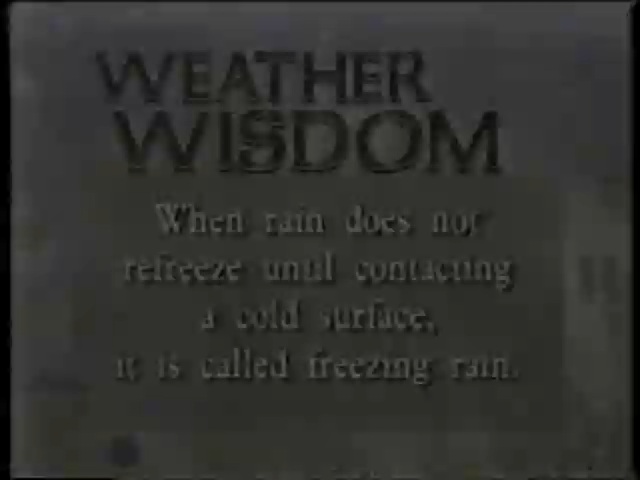 WEATHER
WISDOM
When rain does not
refreeze until contacting
a cold surface,
it is called freezing rain.